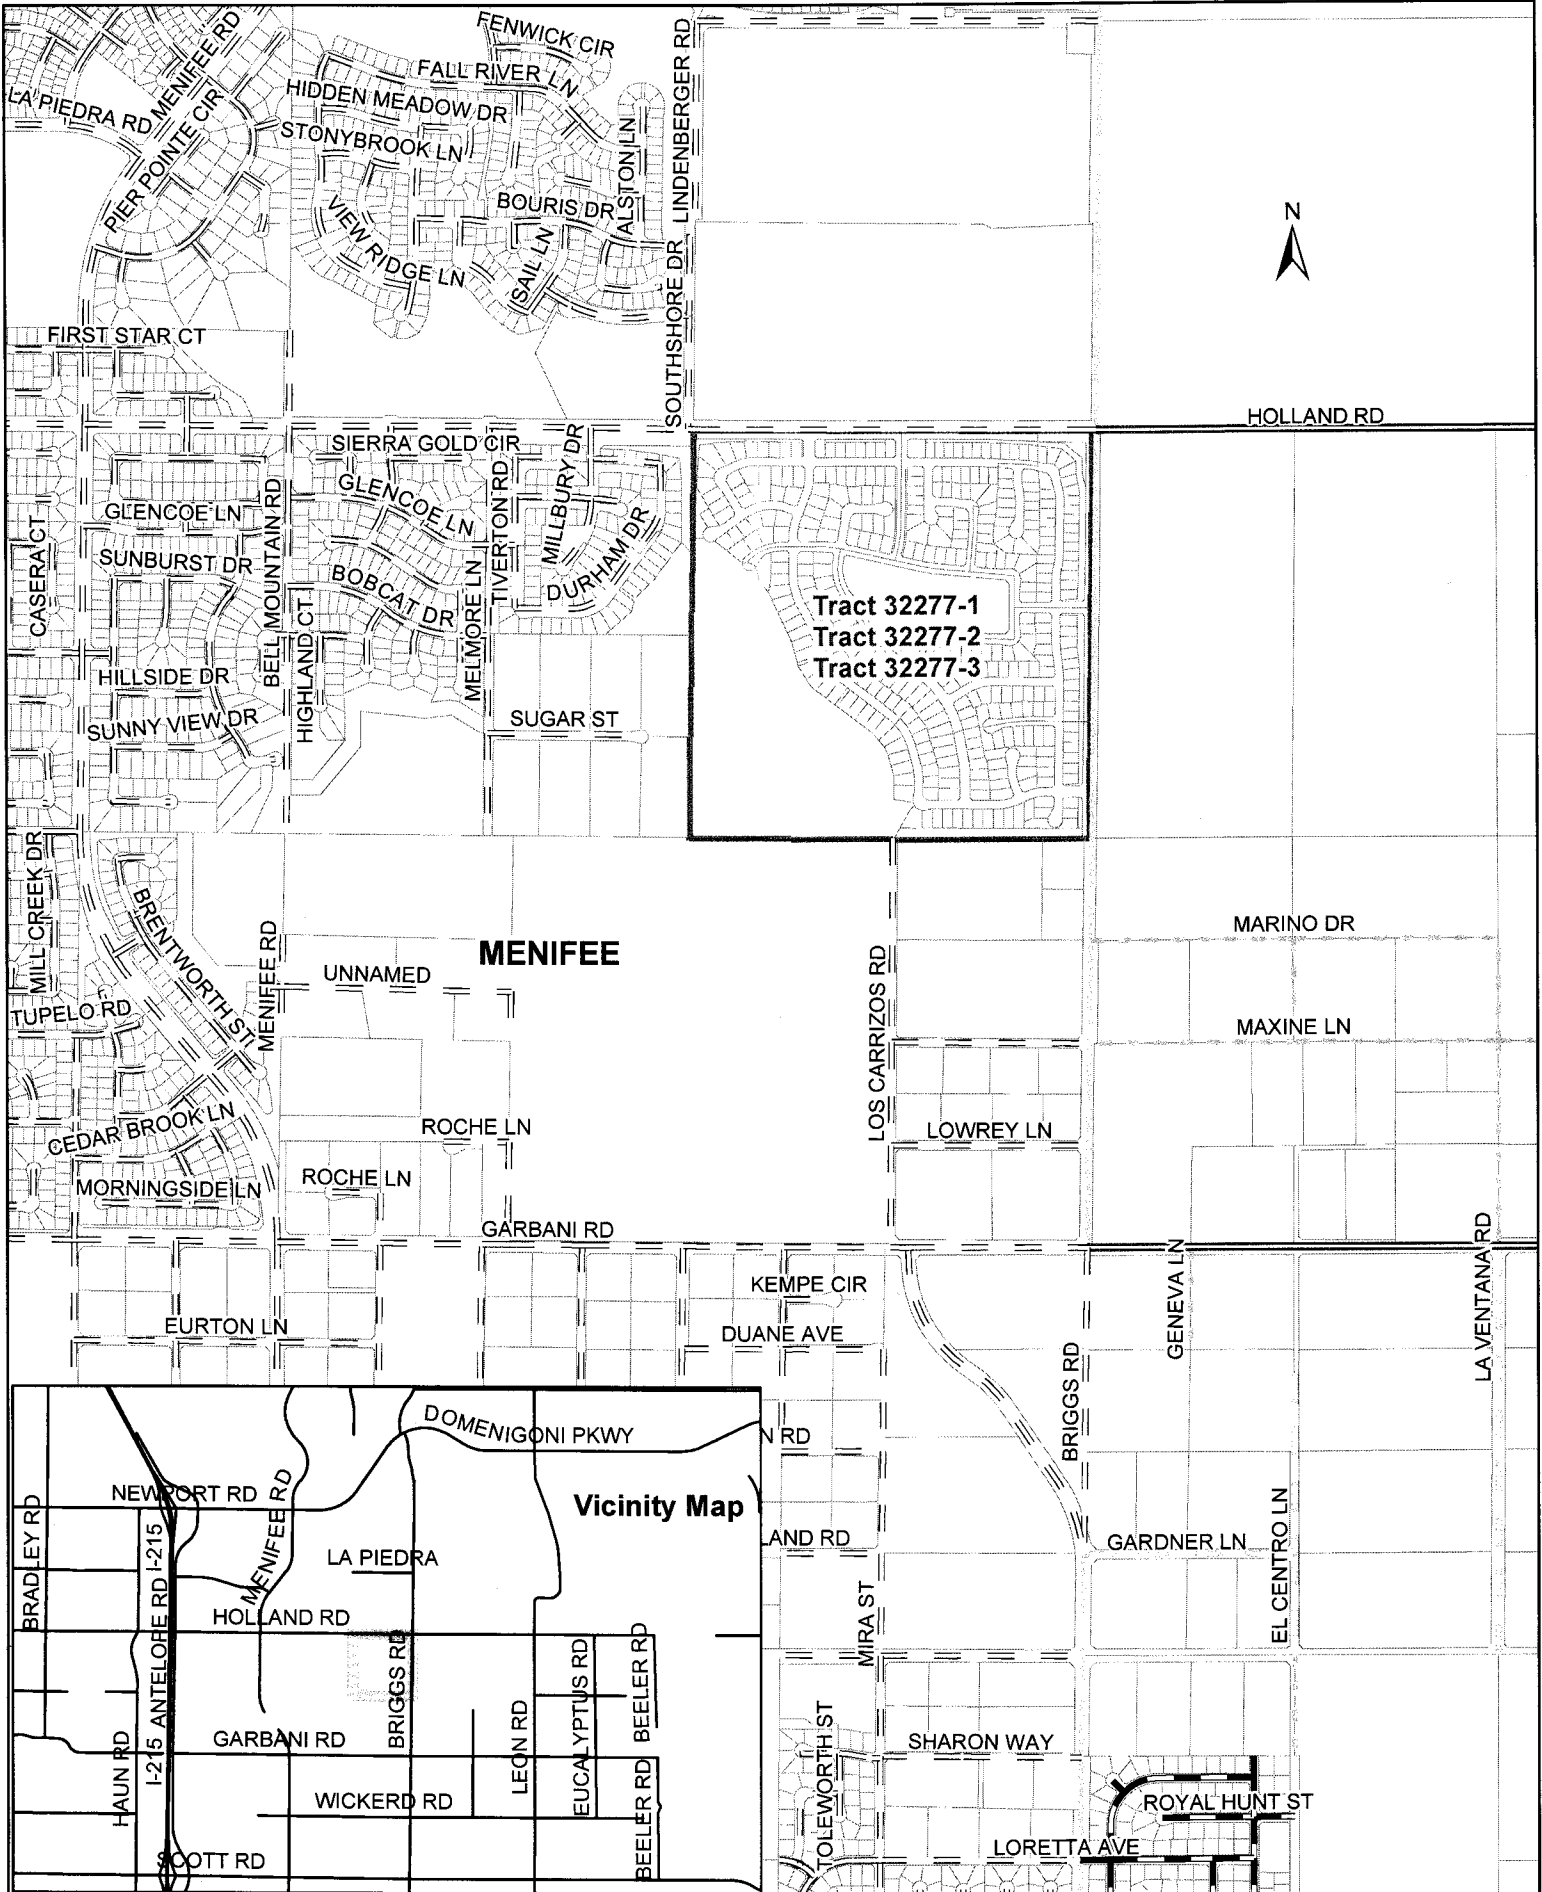 FENWICK CIR
MENIFEE RD
FALL RIVER LN
LINDENBERGER RD
HIDDEN MEADOW DR
LA PIEDRA RD
PIER POINTE CIR
STONYBROOK LN
ALSTON LN
BOURIS DR
VIEW RIDGE LN
SAIL LN
N
SOUTHSHORE DR
FIRST STAR CT
HOLLAND RD
SIERRA GOLD CIR
MILLBURY DR
GLENCOE LN
GLENCOE LN
BELL MOUNTAIN RD
TIVERTON RD
CASERA CT
SUNBURST DR
BOBCAT DR
DURHAM DR
MELMORE LN
HIGHLAND CT
Tract 32277-1
Tract 32277-2
Tract 32277-3
HILLSIDE DR
SUNNY VIEW DR
SUGAR ST
MILL CREEK DR
BRENTWORTH ST
MENIFEE RD
MENIFEE
UNNAMED
MARINO DR
LOS CARRIZOS RD
TUPELO RD
MAXINE LN
CEDAR BROOK LN
ROCHE LN
LOWREY LN
ROCHE LN
MORNINGSIDE LN
GARBANI RD
GENEVA LN
LA VENTANA RD
KEMPE CIR
EURTON LN
DUANE AVE
BRIGGS RD
DOMENIGONI PKWY
N RD
NEWPORT RD
MENIFEE RD
Vicinity Map
BRADLEY RD
I-215
LA PIEDRA
LAND RD
GARDNER LN
EL CENTRO LN
ANTELORE RD
HOLLAND RD
MIRA ST
BRIGGS RD
EUCALYPTUS RD
BEELER RD
HAUN RD
I-215
GARBANI RD
LEON RD
TOLEWORTH ST
SHARON WAY
WICKERD RD
BEELER RD
ROYAL HUNT ST
LORETTA AVE
SCOTT RD